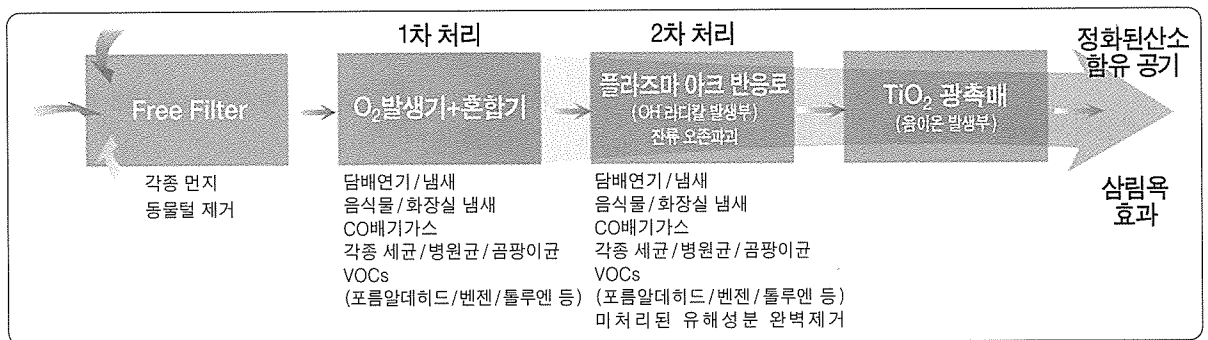 Free Filter
각종 먼지
동물털 제거
1차 처리
O₂발생기+혼합기
담배연기/냄새
음식물/화장실 냄새
CO배기가스
각종 세균/병원균/곰팡이균
VOCs
(포름알데히드/벤젠/톨루엔 등)
2차 처리
플라즈마 아크 반응로
(OH 라디칼 발생부)
잔류 오존파괴
담배연기/냄새
음식물/화장실 냄새
CO배기가스
각종 세균/병원균/곰팡이균
VOCs
(포름알데히드/벤젠/톨루엔 등)
미처리된 유해성분 완벽제거
TiO₂ 광촉매
(음이온 발생부)
정화된산소
함유 공기
삼림욕
효과